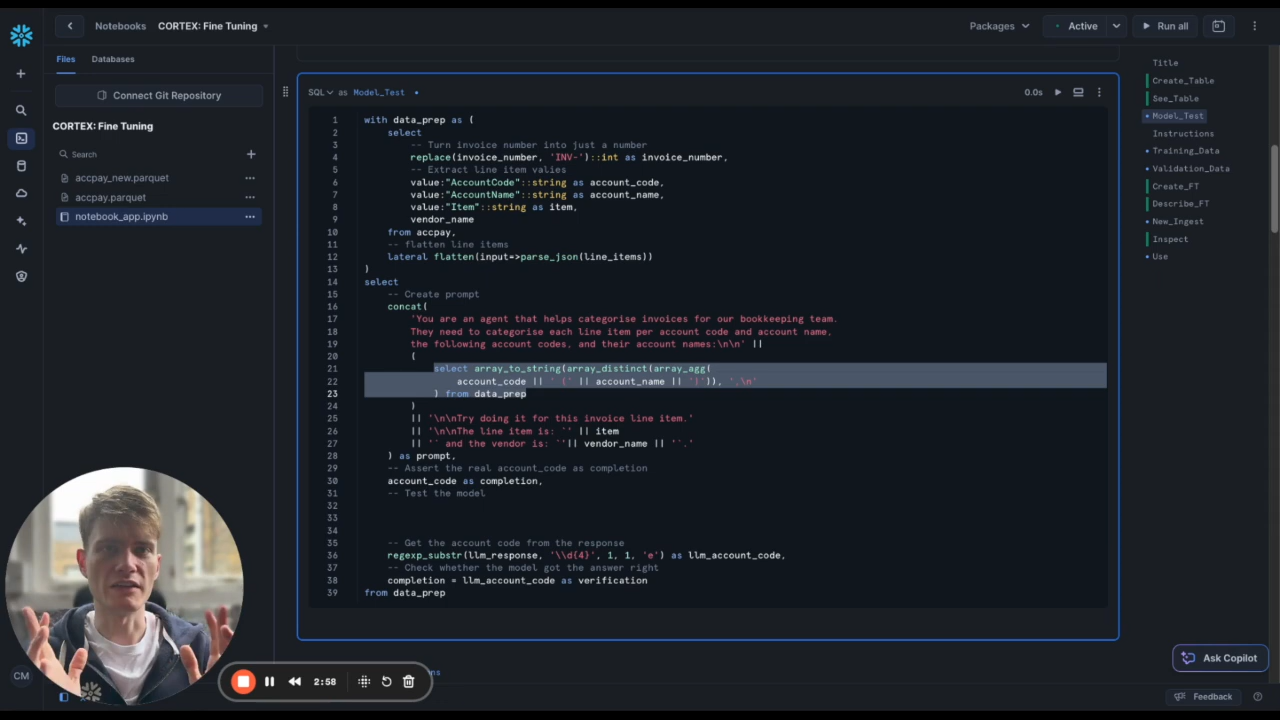 Notebooks CORTEX: Fine Tuning
Packages
Active
Run all
Files Databases
Connect Git Repository
CORTEX: Fine Tuning
Search
accpay_new.parquet
accpay.parquet
notebook_app.ipynb
SQL as Model_Test
0.0s
1 with data_prep as (
2 select
3 -- Turn invoice number into just a number
4 replace(invoice_number, 'INV-')::int as invoice_number,
5 -- Extract line item valies
6 value:"AccountCode"::string as account_code,
7 value:"AccountName"::string as account_name,
8 value:"Item"::string as item,
9 vendor_name
10 from accpay,
11 -- flatten line items
12 lateral flatten(input=>parse_json(line_items))
13 )
14 select
15 -- Create prompt
16 concat(
17 'You are an agent that helps categorise invoices for our bookkeeping team.
18 They need to categorise each line item per account code and account name,
19 the following account codes, and their account names:\n\n' ||
20 (
21 select array_to_string(array_distinct(array_agg(
22 account_code || ' (' || account_name || ')')), ',\n'
23 ) from data_prep
24 )
25 || '\n\nTry doing it for this invoice line item.'
26 || '\n\nThe line item is: `' || item
27 || '` and the vendor is: `'|| vendor_name || '`.'
28 ) as prompt,
29 -- Assert the real account_code as completion
30 account_code as completion,
31 -- Test the model
32
33
34
35 -- Get the account code from the response
36 regexp_substr(llm_response, '\\d{4}', 1, 1, 'e') as llm_account_code,
37 -- Check whether the model got the answer right
38 completion = llm_account_code as verification
39 from data_prep
Title
Create_Table
See_Table
Model_Test
Instructions
Training_Data
Validation_Data
Create_FT
Describe_FT
New_Ingest
Inspect
Use
CM
2:58
Ask Copilot
Feedback